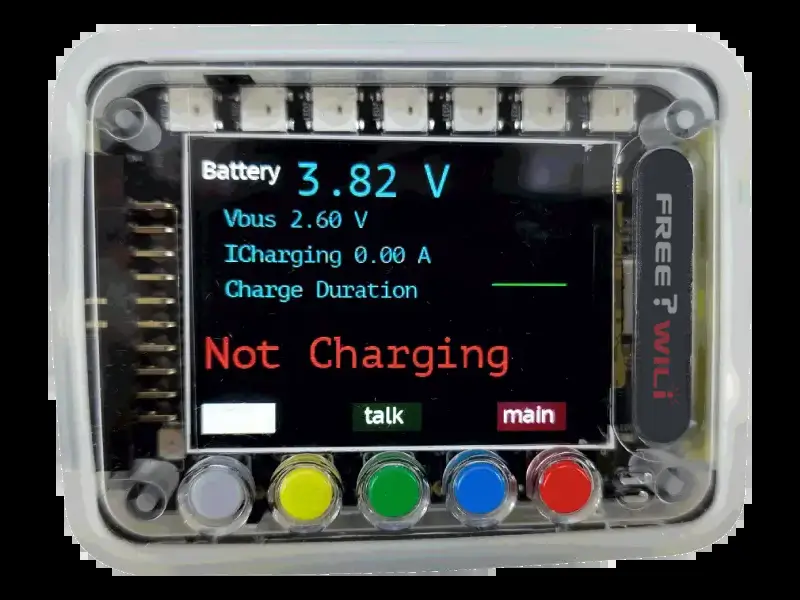 Battery 3.82 V
Vbus 2.60 V
ICharging 0.00 A
Charge Duration
Not Charging
talk
main
FREE?WILi